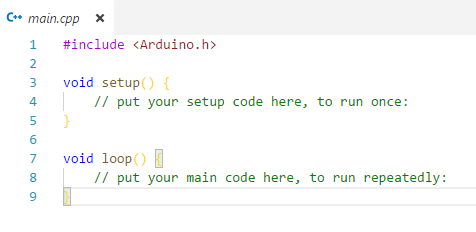 main.cpp
1 #include <Arduino.h>
2
3 void setup() {
4 // put your setup code here, to run once:
5 }
6
7 void loop() {
8 // put your main code here, to run repeatedly:
9 }